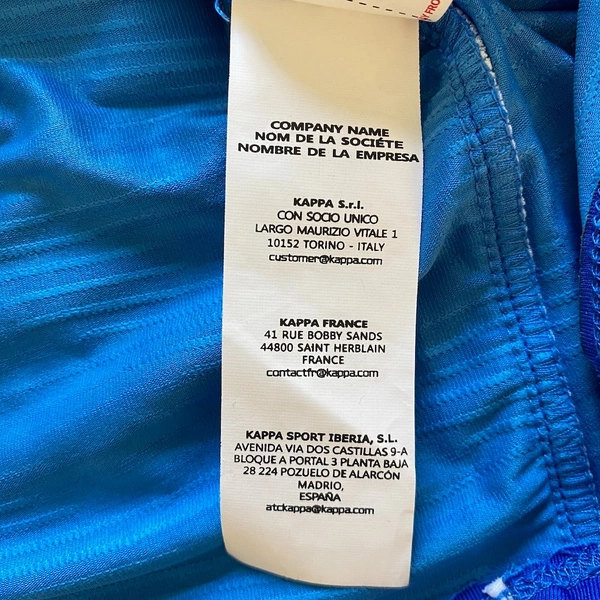 Y FRO
COMPANY NAME
NOM DE LA SOCIÉTE
NOMBRE DE LA EMPRESA
KAPPA S.r.l.
CON SOCIO UNICO
LARGO MAURIZIO VITALE 1
10152 TORINO - ITALY
customer@kappa.com
KAPPA FRANCE
41 RUE BOBBY SANDS
44800 SAINT HERBLAIN
FRANCE
contactfr@kappa.com
KAPPA SPORT IBERIA, S.L.
AVENIDA VIA DOS CASTILLAS 9-A
BLOQUE A PORTAL 3 PLANTA BAJA
28 224 POZUELO DE ALARCÓN
MADRID,
ESPAÑA
atckappa@kappa.com